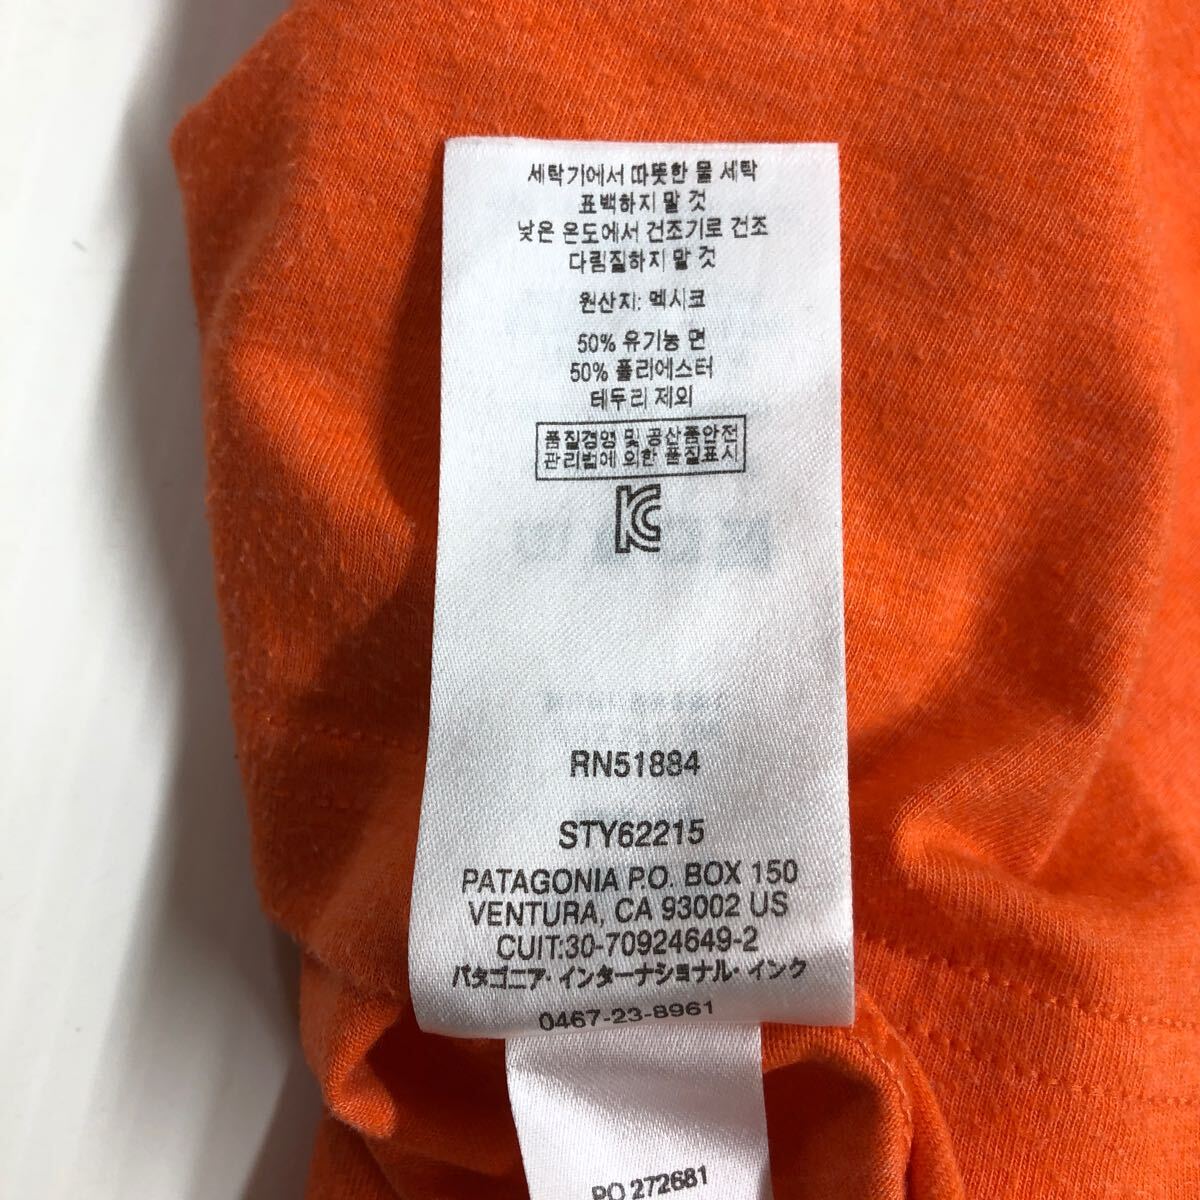 세탁기에서 따뜻한 물 세탁
표백하지 말 것
낮은 온도에서 건조기로 건조
다림질하지 말 것
원산지: 멕시코
50% 유기농 면
50% 폴리에스터
테두리 제외
품질경영 및 공산품안전
관리법에 의한 품질표시
RN51884
STY62215
PATAGONIA P.O. BOX 150
VENTURA, CA 93002 US
CUIT:30-70924649-2
パタゴニア・インターナショナル・インク
0467-23-8961
PO 272681